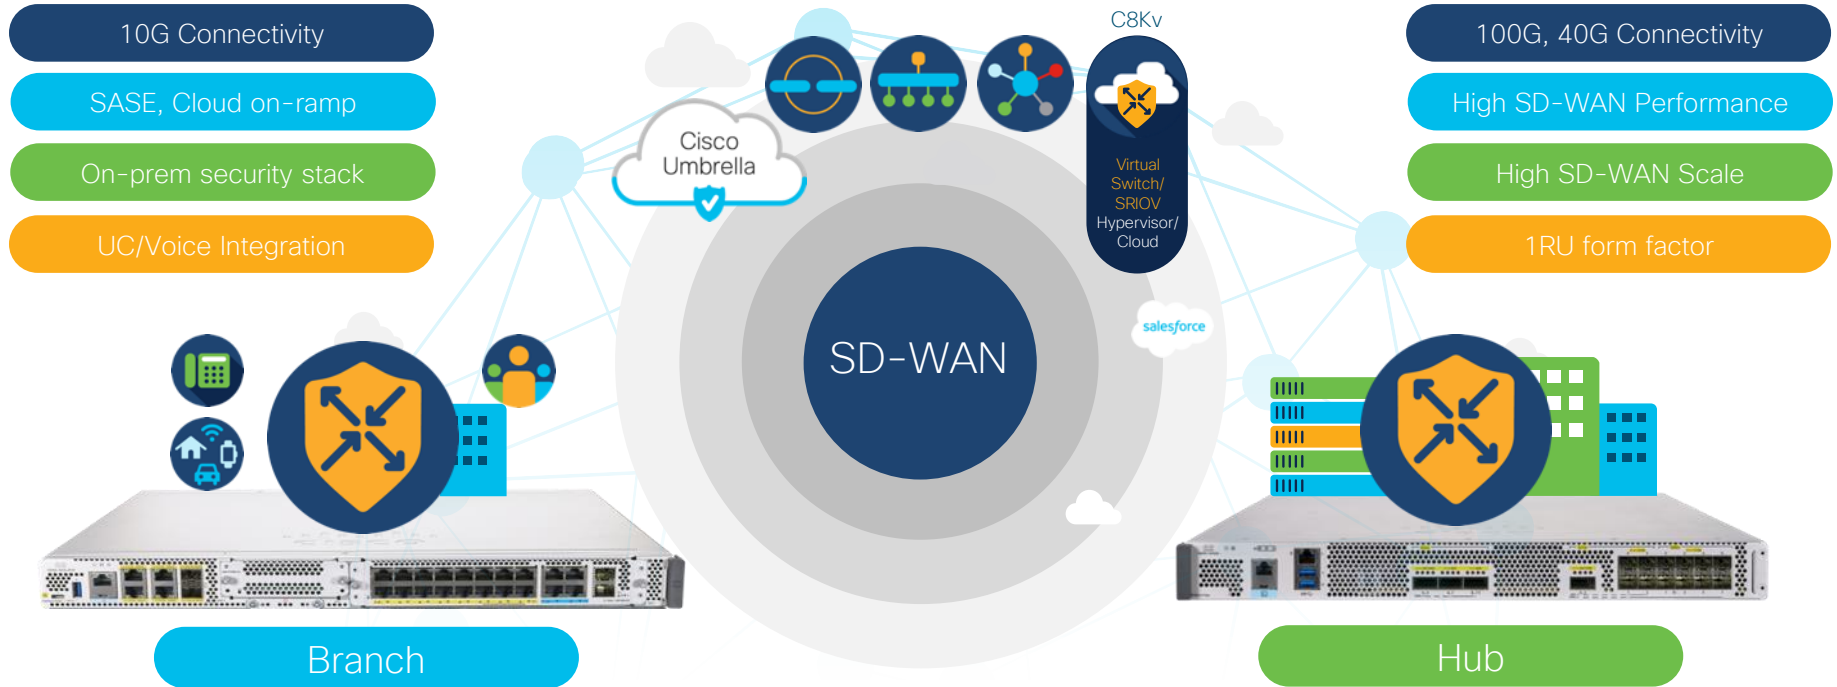 10G Connectivity
SASE, Cloud on-ramp
On-prem security stack
UC/Voice Integration
Cisco
Umbrella
C8Kv
Virtual
Switch/
SRIOV
Hypervisor/
Cloud
100G, 40G Connectivity
High SD-WAN Performance
High SD-WAN Scale
1RU form factor
salesforce
SD-WAN
Branch
Hub